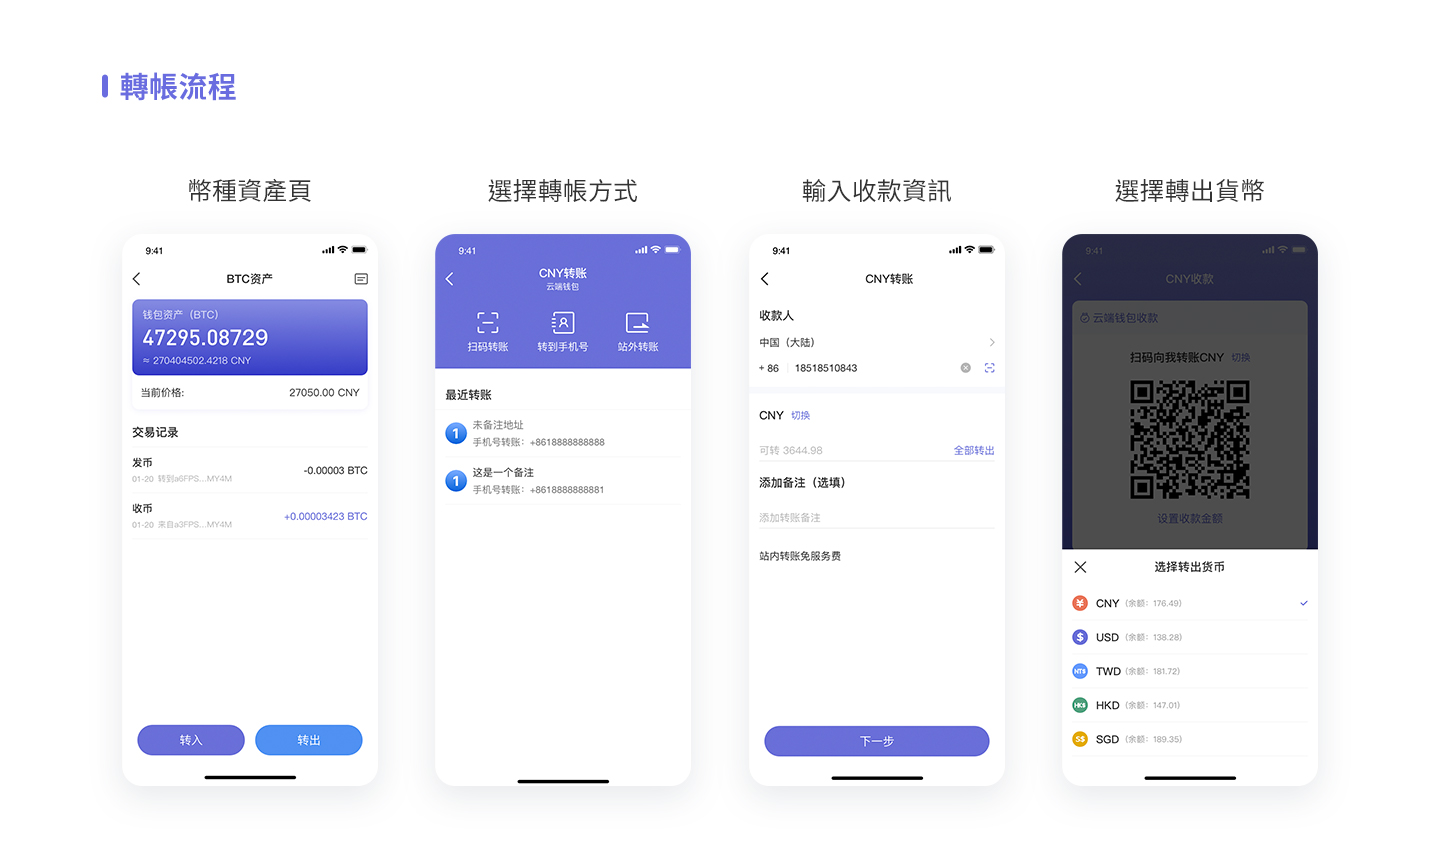 轉帳流程
幣種資產頁
9:41
BTC资产
钱包资产（BTC）
47295.08729
≈ 270404502.4218 CNY
当前价格:
27050.00 CNY
交易记录
发币
01-20 转到a6FPS...MY4M
-0.00003 BTC
收币
01-20 来自a3FPS...MY4M
+0.00003423 BTC
转入
转出
選擇轉帳方式
9:41
CNY转账
云端钱包
扫码转账
转到手机号
站外转账
最近转账
1
未备注地址
手机号转账：+8618888888888
1
这是一个备注
手机号转账：+8618888888881
輸入收款資訊
9:41
CNY转账
收款人
中国（大陆）
+ 86
18518510843
CNY 切换
可转 3644.98
全部转出
添加备注（选填）
添加转账备注
站内转账免服务费
下一步
選擇轉出貨幣
9:41
CNY收款
云端钱包收款
扫码向我转账CNY 切换
设置收款金额
选择转出货币
¥ CNY（余额：176.49）
$ USD（余额：138.28）
NT$ TWD（余额：181.72）
HK$ HKD（余额：147.01）
S$ SGD（余额：189.35）